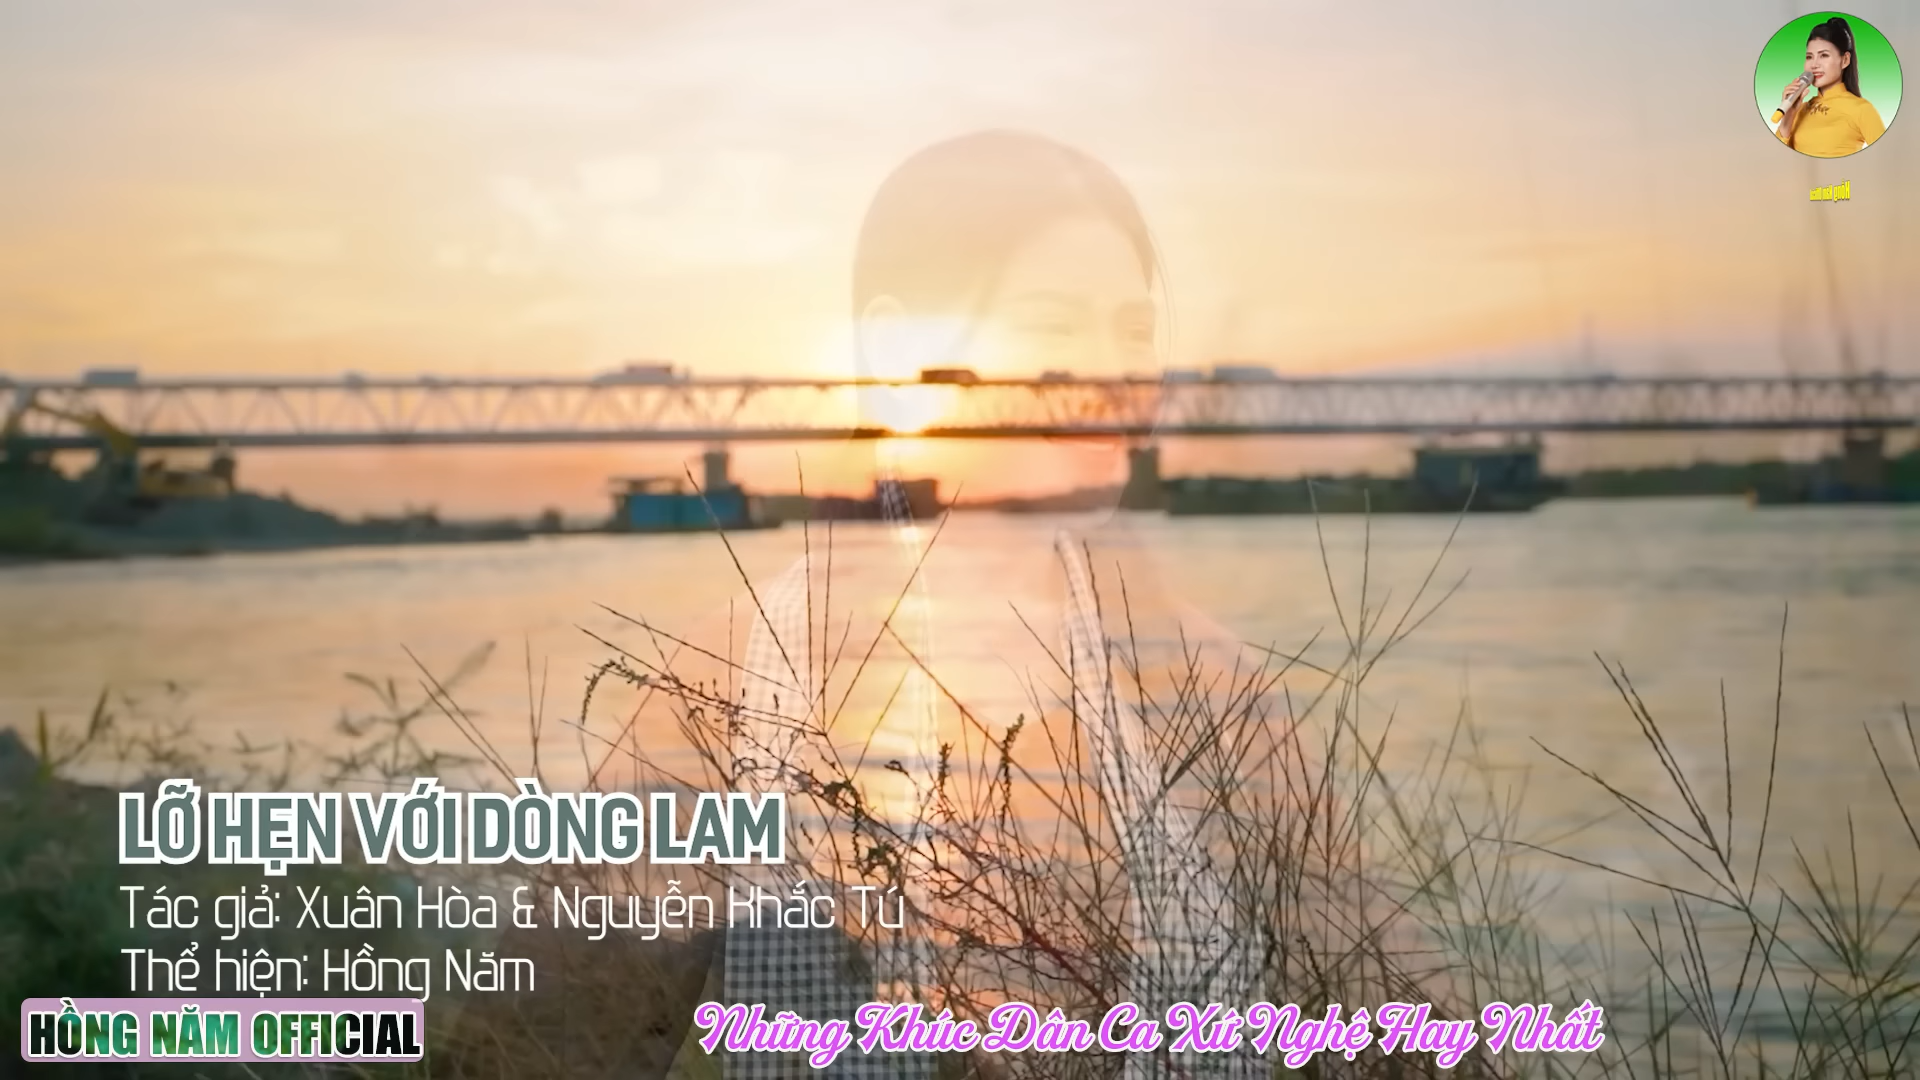 LỠ HẸN VỚI DÒNG LAM
Tác giả: Xuân Hòa & Nguyễn Khắc Tú
Thể hiện: Hồng Năm
HỒNG NĂM OFFICIAL
Những Khúc Dân Ca Xứ Nghệ Hay Nhất